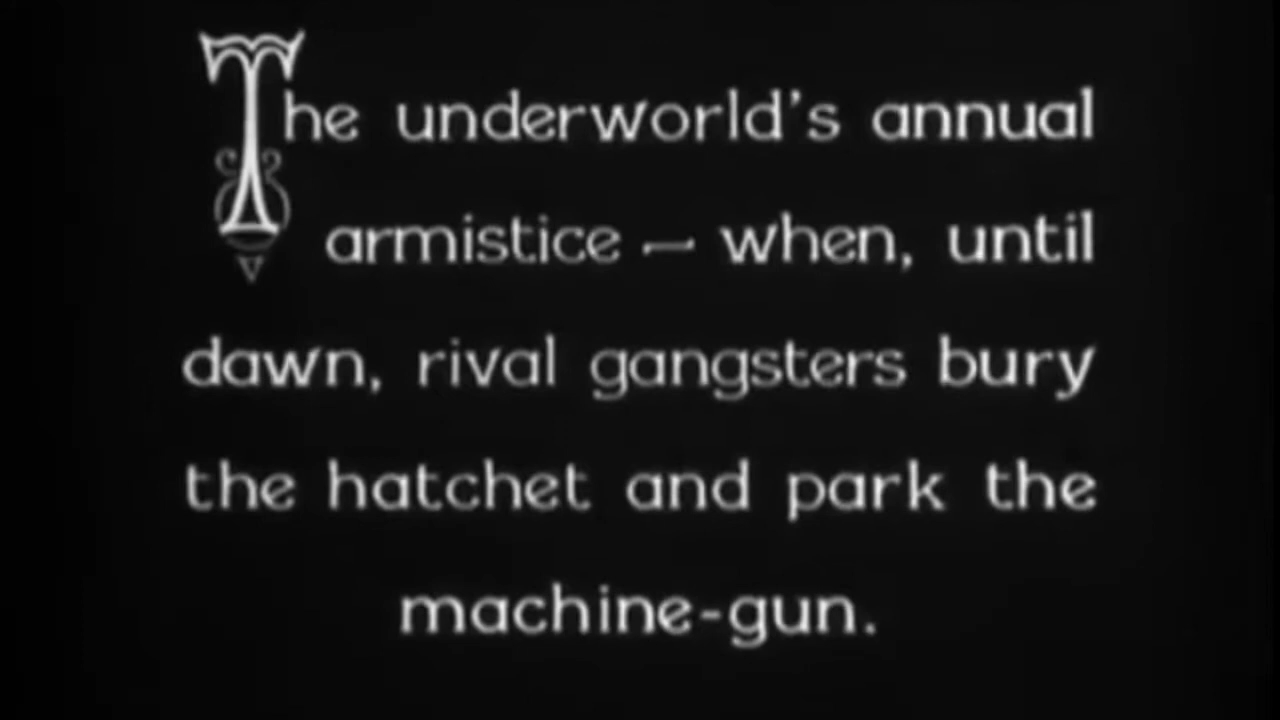 The underworld's annual
armistice — when, until
dawn, rival gangsters bury
the hatchet and park the
machine-gun.